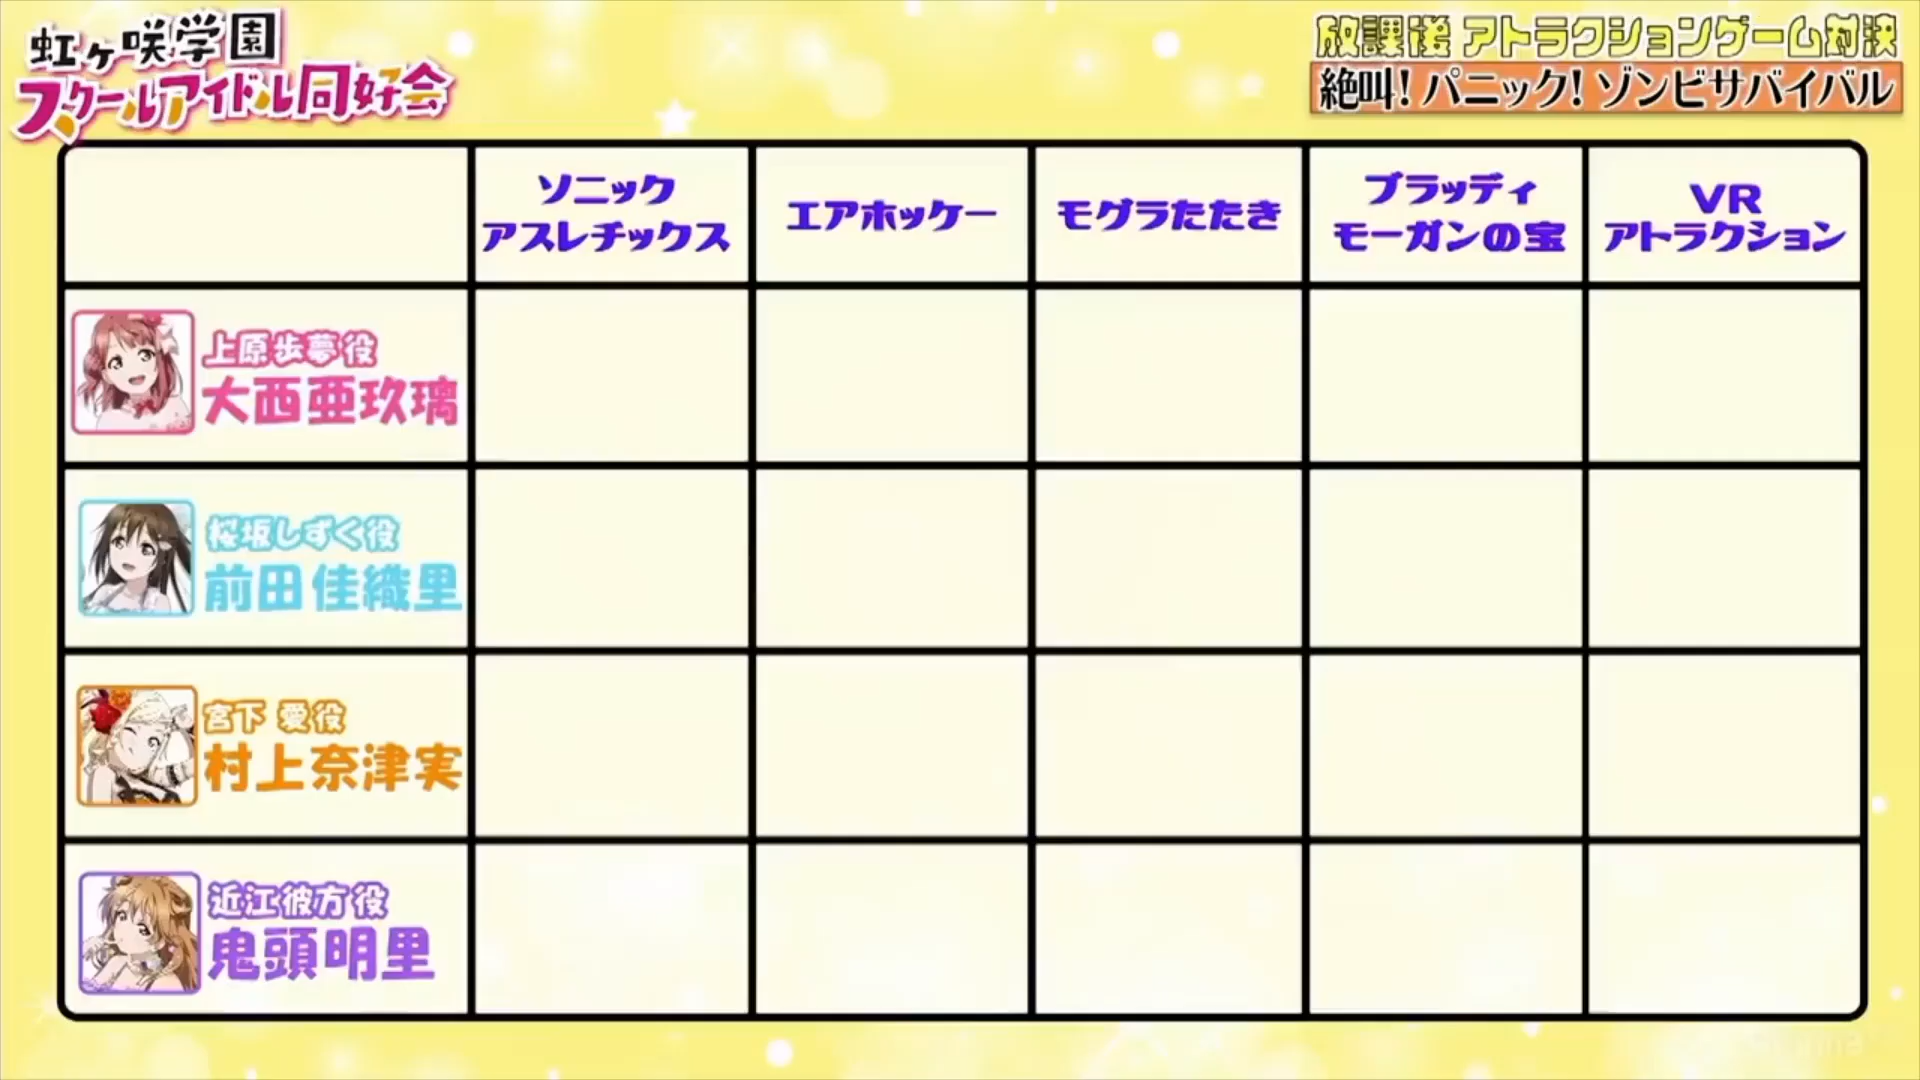 虹ヶ咲学園
スクールアイドル同好会
放課後 アトラクションゲーム対決
絶叫! パニック! ゾンビサバイバル
ソニック
アスレチックス
エアホッケー
モグラたたき
ブラッディ
モーガンの宝
VR
アトラクション
上原歩夢役
大西亜玖璃
桜坂しずく役
前田佳織里
宮下 愛役
村上奈津実
近江彼方役
鬼頭明里